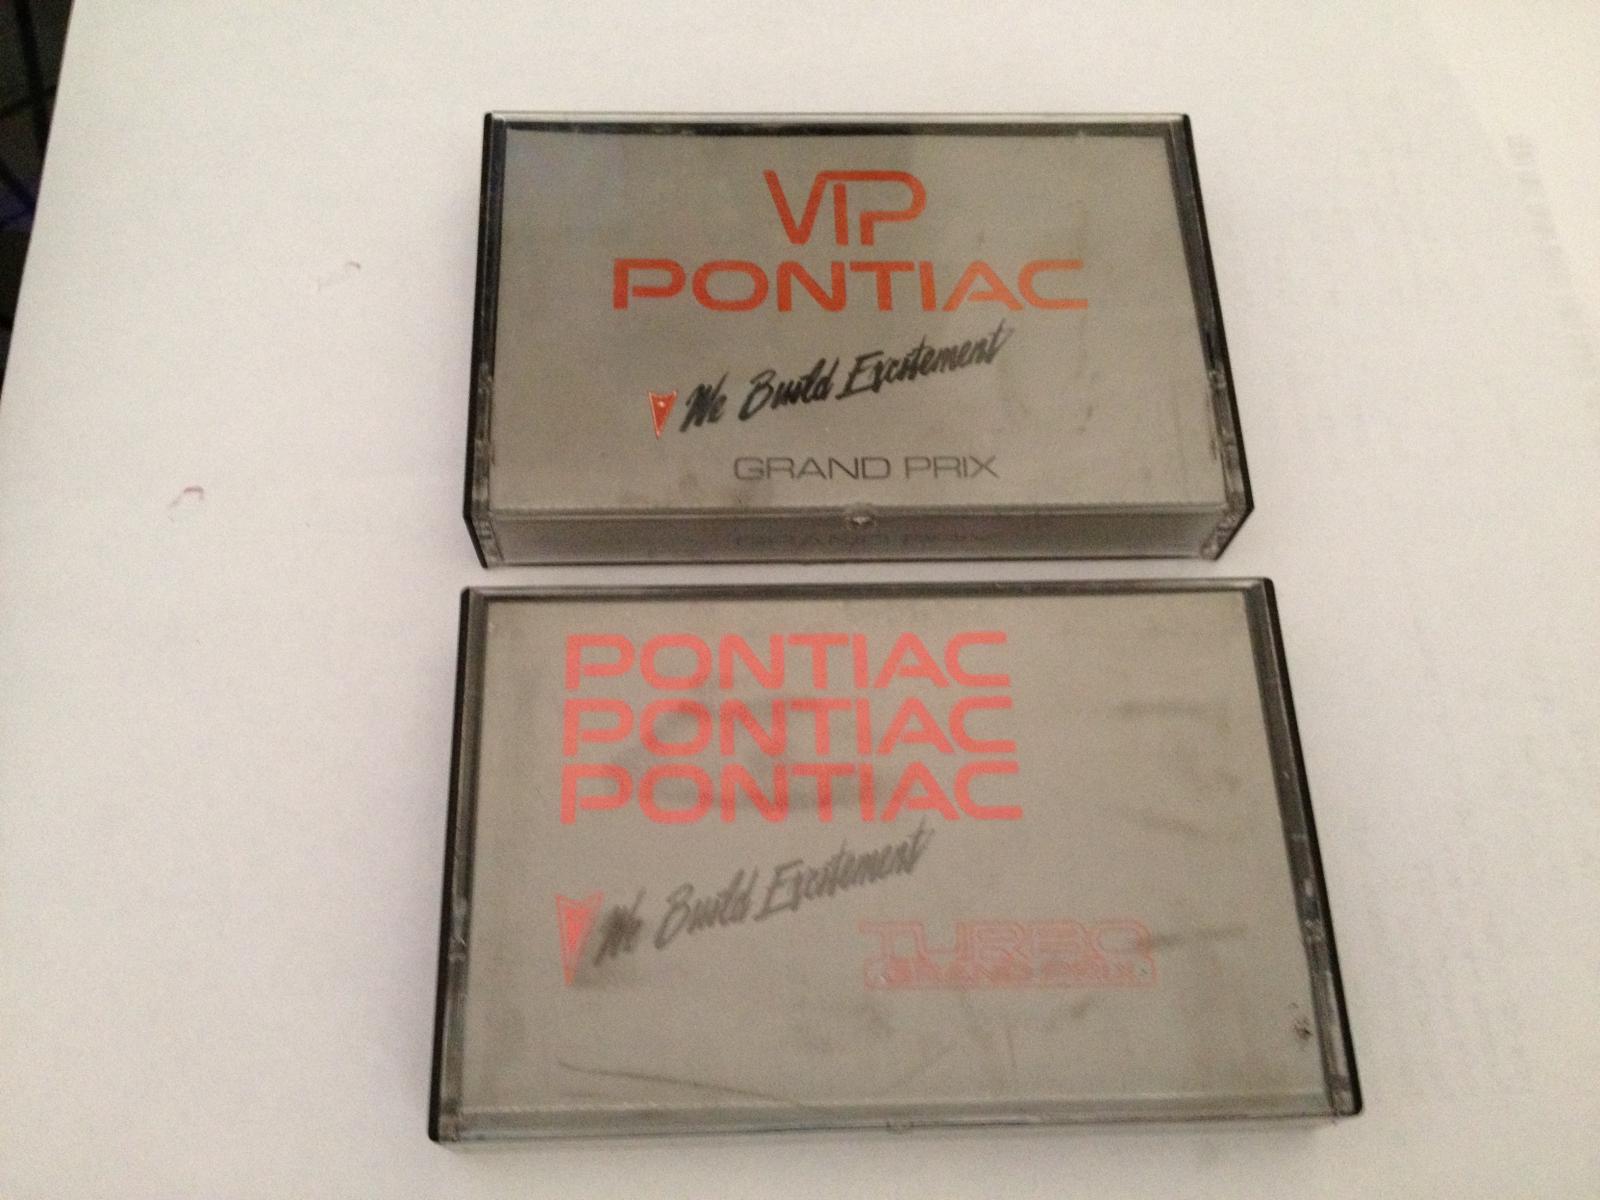 VIP
PONTIAC
We Build Excitement
GRAND PRIX
PONTIAC
PONTIAC
PONTIAC
We Build Excitement
TURBO
GRAND PRIX